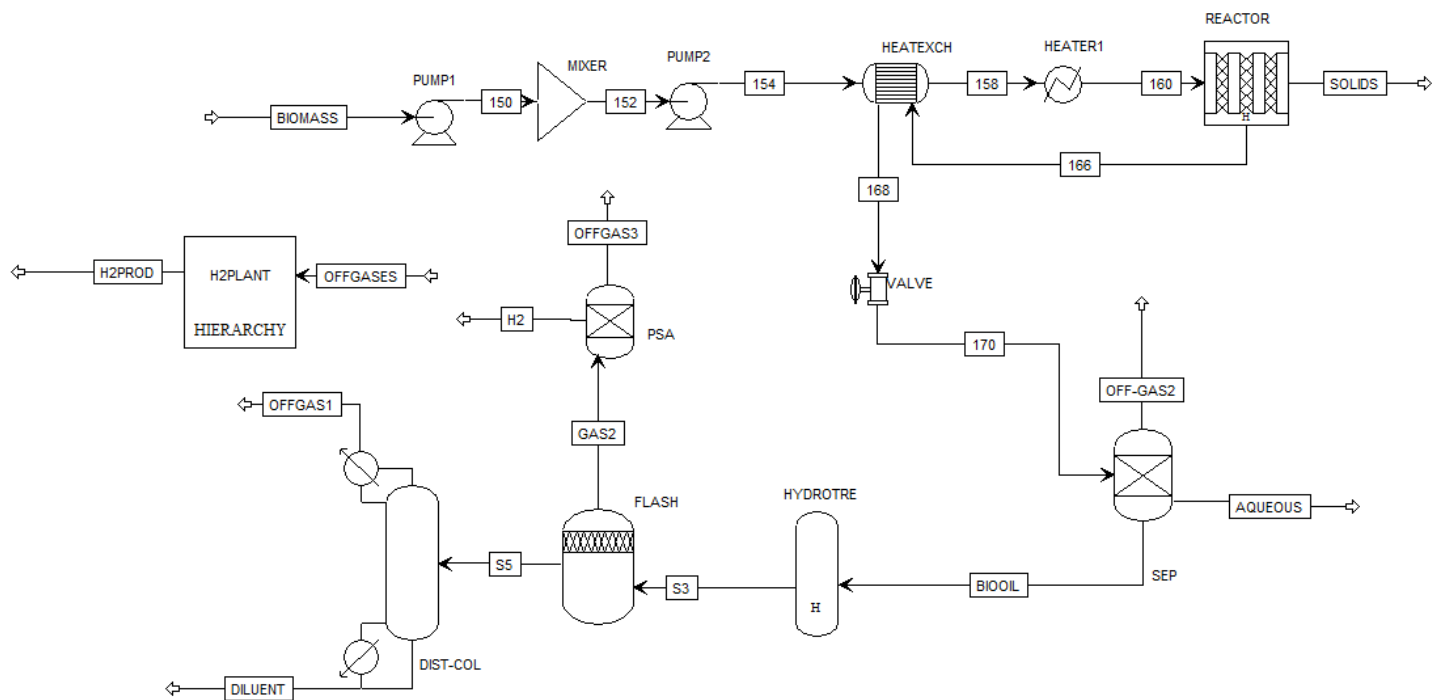 REACTOR
PUMP2
HEATEXCH
HEATER1
MIXER
PUMP1
154
158
160
SOLIDS
150
152
BIOMASS
H
166
168
OFFGAS3
H2PROD
H2PLANT
OFFGASES
VALVE
HIERARCHY
H2
PSA
170
OFF-GAS2
OFFGAS1
GAS2
FLASH
HYDROTRE
AQUEOUS
S5
S3
BIOOIL
SEP
H
DIST-COL
DILUENT